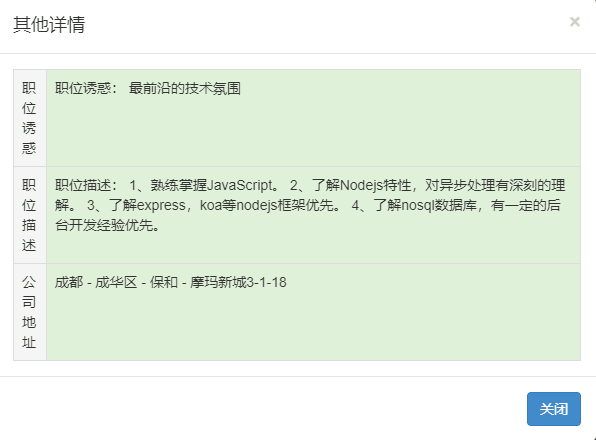 其他详情
×
职位诱惑
职位诱惑： 最前沿的技术氛围
职位描述
职位描述： 1、熟练掌握JavaScript。 2、了解Nodejs特性，对异步处理有深刻的理
解。 3、了解express，koa等nodejs框架优先。 4、了解nosql数据库，有一定的后
台开发经验优先。
公司地址
成都 - 成华区 - 保和 - 摩玛新城3-1-18
关闭